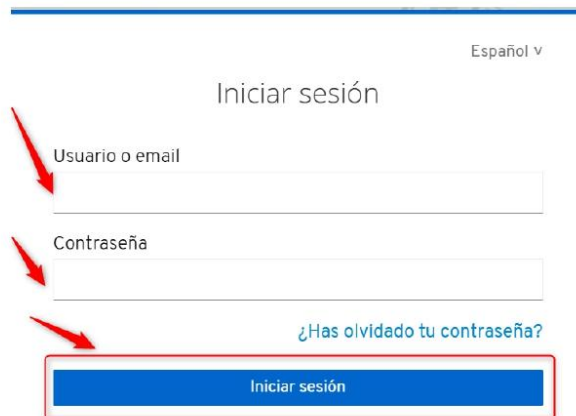 Español v
Iniciar sesión
Usuario o email
Contraseña
¿Has olvidado tu contraseña?
Iniciar sesión